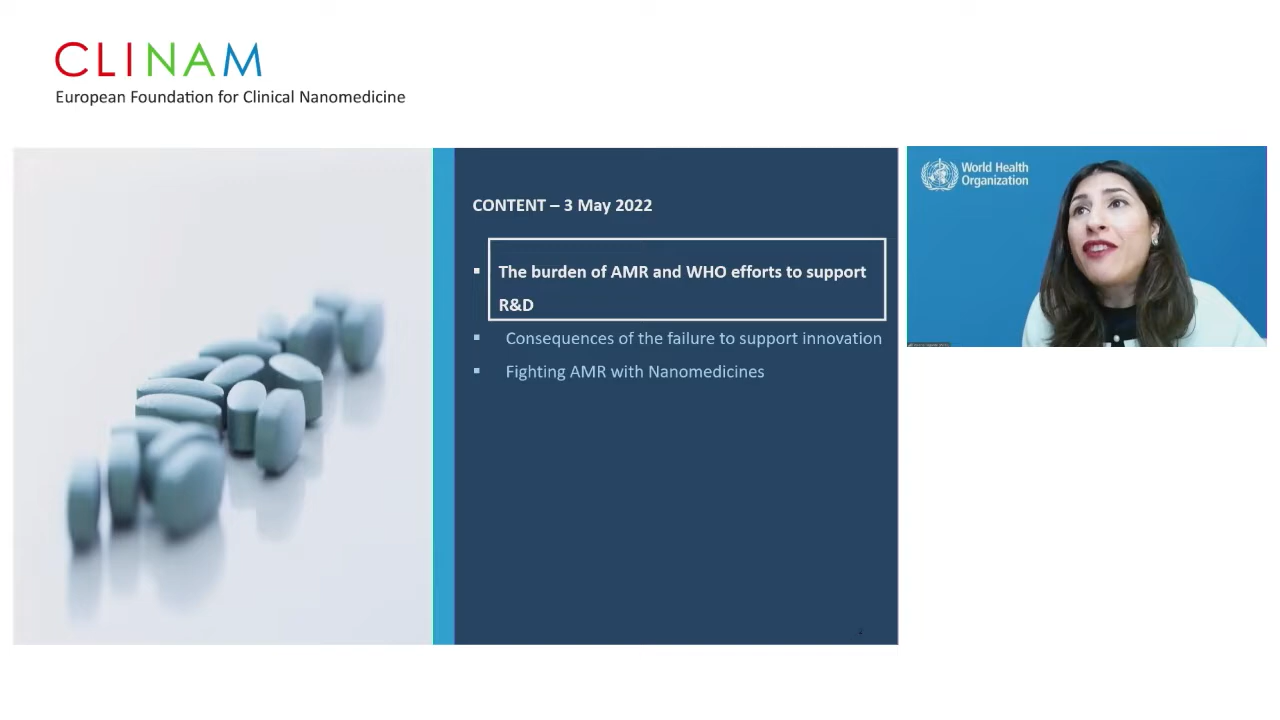 CLINAM
European Foundation for Clinical Nanomedicine
CONTENT – 3 May 2022
▪ The burden of AMR and WHO efforts to support
R&D
▪ Consequences of the failure to support innovation
▪ Fighting AMR with Nanomedicines
World Health
Organization